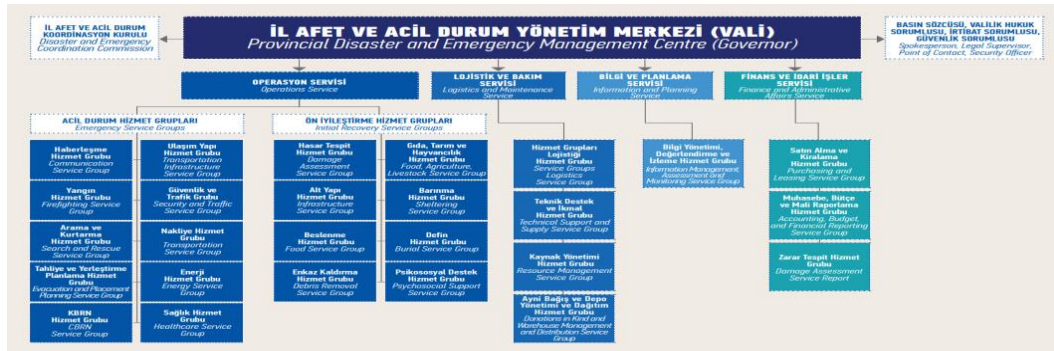 İL AFET VE ACİL DURUM
KOORDİNASYON KURULU
Disaster and Emergency
Coordination Commission
İL AFET VE ACİL DURUM YÖNETİM MERKEZİ (VALİ)
Provincial Disaster and Emergency Management Centre (Governor)
BASIN SÖZCÜSÜ, VALİLİK HUKUK
SORUMLUSU, İRTİBAT SORUMLUSU,
GÜVENLİK SORUMLUSU
Spokesperson, Legal Supervisor,
Point of Contact, Security Officer
OPERASYON SERVİSİ
Operations Service
LOJİSTİK VE BAKIM
SERVİSİ
Logistics and Maintenance
Service
BİLGİ VE PLANLAMA
SERVİSİ
Information and Planning
Service
FİNANS VE İDARİ İŞLER
SERVİSİ
Finance and Administrative
Affairs Service
ACİL DURUM HİZMET GRUPLARI
Emergency Service Groups
ÖN İYİLEŞTİRME HİZMET GRUPLARI
Initial Recovery Service Groups
Haberleşme
Hizmet Grubu
Communication
Service Group
Ulaşım Yapı
Hizmet Grubu
Transportation
Infrastructure
Service Group
Yangın
Hizmet Grubu
Firefighting Service
Group
Güvenlik ve
Trafik Grubu
Security and Traffic
Service Group
Arama ve
Kurtarma Hizmet
Grubu
Search and Rescue
Service Group
Nakliye Hizmet
Grubu
Transportation
Service Group
Tahliye ve Yerleştirme
Planlama Hizmet
Grubu
Evacuation and Placement
Planning Service Group
Enerji
Hizmet Grubu
Energy Service
Group
KBRN
Hizmet Grubu
CBRN
Service Group
Sağlık Hizmet
Grubu
Healthcare Service
Group
Hasar Tespit
Hizmet Grubu
Damage
Assessment
Service Group
Gıda, Tarım ve
Hayvancılık
Hizmet Grubu
Food, Agriculture,
Livestock Service Group
Alt Yapı
Hizmet Grubu
Infrastructure
Service Group
Barınma
Hizmet Grubu
Sheltering
Service Group
Beslenme
Hizmet Grubu
Food Service Group
Defin
Hizmet Grubu
Burial Service Group
Enkaz Kaldırma
Hizmet Grubu
Debris Removal
Service Group
Psikososyal Destek
Hizmet Grubu
Psychosocial Support
Service Group
Hizmet Grupları
Lojistiği
Hizmet Grubu
Service Groups
Logistics
Service Group
Teknik Destek
ve İkmal
Hizmet Grubu
Technical Support and
Supply Service Group
Kaynak Yönetimi
Hizmet Grubu
Resource Management
Service Group
Ayni Bağış ve Depo
Yönetimi ve Dağıtım
Hizmet Grubu
Donations in Kind and
Warehouse Management
and Distribution Service
Group
Bilgi Yönetimi,
Değerlendirme ve
İzleme Hizmet Grubu
Information Management,
Assessment and
Monitoring Service Group
Satın Alma ve
Kiralama
Hizmet Grubu
Purchasing and
Leasing Service Group
Muhasebe, Bütçe
ve Mali Raporlama
Hizmet Grubu
Accounting, Budget,
and Financial Reporting
Service Group
Zarar Tespit Hizmet
Grubu
Damage Assessment
Service Report